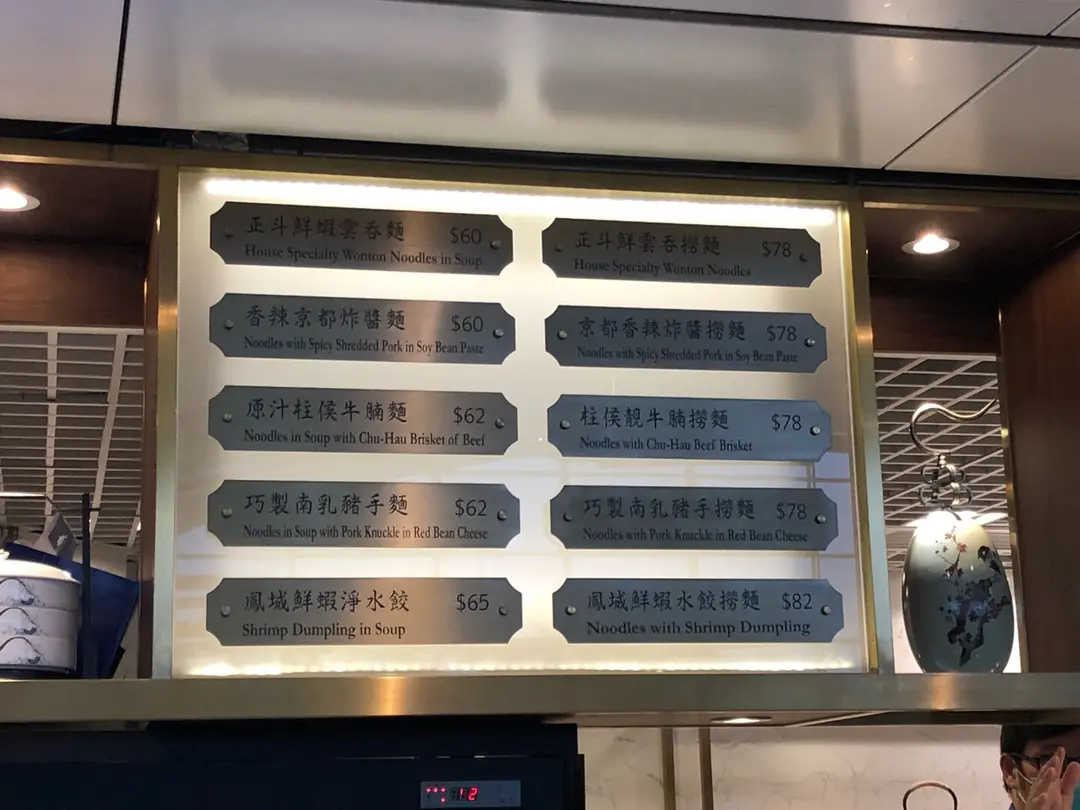 正斗鮮蝦雲吞麵 $60
House Specialty Wonton Noodles in Soup
香辣京都炸醬麵 $60
Noodles with Spicy Shredded Pork in Soy Bean Paste
原汁柱侯牛腩麵 $62
Noodles in Soup with Chu-Hau Brisket of Beef
巧製南乳豬手麵 $62
Noodles in Soup with Pork Knuckle in Red Bean Cheese
鳳城鮮蝦淨水餃 $65
Shrimp Dumpling in Soup
正斗鮮雲吞撈麵 $78
House Specialty Wonton Noodles
京都香辣炸醬撈麵 $78
Noodles with Spicy Shredded Pork in Soy Bean Paste
柱侯靚牛腩撈麵 $78
Noodles with Chu-Hau Beef Brisket
巧製南乳豬手撈麵 $78
Noodles with Pork Knuckle in Red Bean Cheese
鳳城鮮蝦水餃撈麵 $82
Noodles with Shrimp Dumpling
12